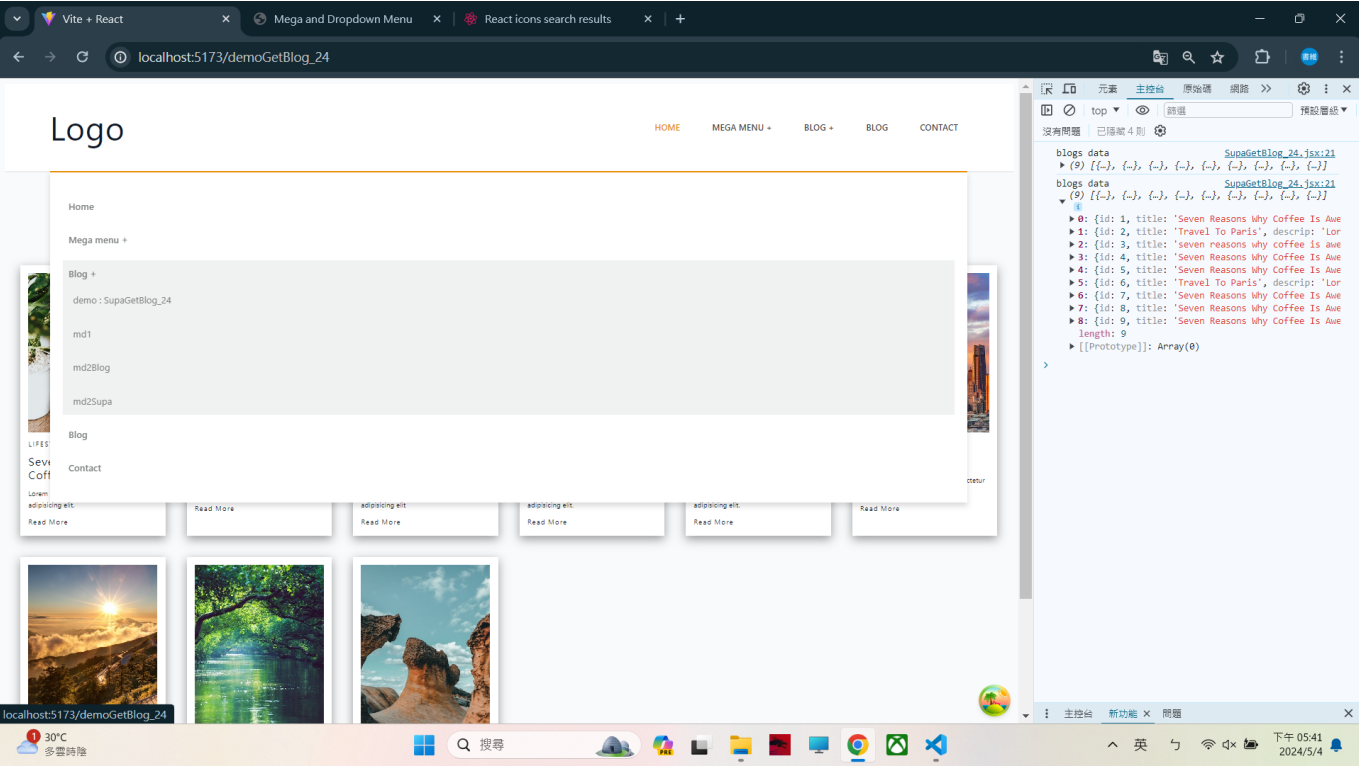 Vite + React
Mega and Dropdown Menu
React icons search results
localhost:5173/demoGetBlog_24
書維
Logo
HOME
MEGA MENU +
BLOG +
BLOG
CONTACT
Home
Mega menu +
Blog +
demo : SupaGetBlog_24
md1
md2Blog
md2Supa
Blog
Contact
LIFES
Seve
Coff
Lorem
adipisicing elit.
Read More
Read More
adipisicing elit
Read More
adipisicing elit.
Read More
adipisicing elit.
Read More
ctetur
Read More
localhost:5173/demoGetBlog_24
元素
主控台
原始碼
網路
top
篩選
預設層級
沒有問題
已隱藏 4 則
blogs data
SupaGetBlog_24.jsx:21
(9) [{…}, {…}, {…}, {…}, {…}, {…}, {…}, {…}, {…}]
blogs data
SupaGetBlog_24.jsx:21
(9) [{…}, {…}, {…}, {…}, {…}, {…}, {…}, {…}, {…}]
0: {id: 1, title: 'Seven Reasons Why Coffee Is Awe
1: {id: 2, title: 'Travel To Paris', descrip: 'Lor
2: {id: 3, title: 'seven reasons why coffee is awe
3: {id: 4, title: 'Seven Reasons Why Coffee Is Awe
4: {id: 5, title: 'Seven Reasons Why Coffee Is Awe
5: {id: 6, title: 'Travel To Paris', descrip: 'Lor
6: {id: 7, title: 'Seven Reasons Why Coffee Is Awe
7: {id: 8, title: 'Seven Reasons Why Coffee Is Awe
8: {id: 9, title: 'Seven Reasons Why Coffee Is Awe
length: 9
[[Prototype]]: Array(0)
主控台
新功能
問題
1
30°C
多雲時陰
搜尋
PRE
英
ㄣ
下午 05:41
2024/5/4